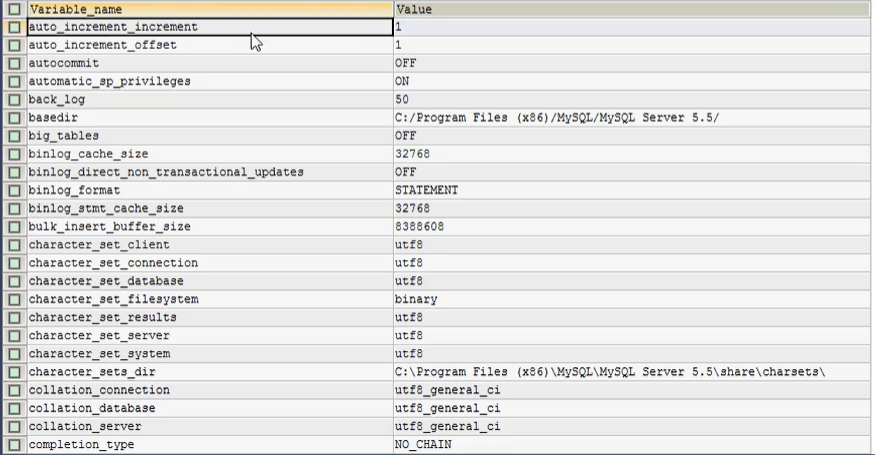 Variable_name Value
auto_increment_increment 1
auto_increment_offset 1
autocommit OFF
automatic_sp_privileges ON
back_log 50
basedir C:/Program Files (x86)/MySQL/MySQL Server 5.5/
big_tables OFF
binlog_cache_size 32768
binlog_direct_non_transactional_updates OFF
binlog_format STATEMENT
binlog_stmt_cache_size 32768
bulk_insert_buffer_size 8388608
character_set_client utf8
character_set_connection utf8
character_set_database utf8
character_set_filesystem binary
character_set_results utf8
character_set_server utf8
character_set_system utf8
character_sets_dir C:\Program Files (x86)\MySQL\MySQL Server 5.5\share\charsets\
collation_connection utf8_general_ci
collation_database utf8_general_ci
collation_server utf8_general_ci
completion_type NO_CHAIN